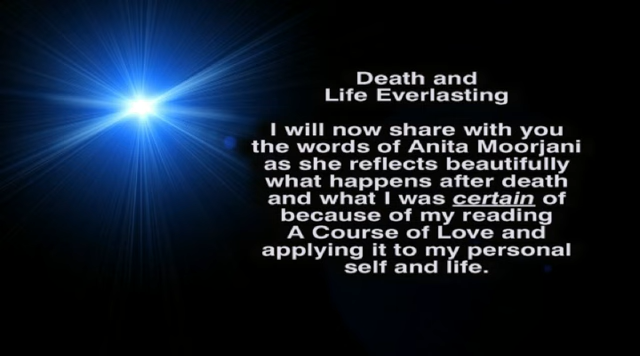 Death and
Life Everlasting
I will now share with you
the words of Anita Moorjani
as she reflects beautifully
what happens after death
and what I was certain of
because of my reading
A Course of Love and
applying it to my personal
self and life.